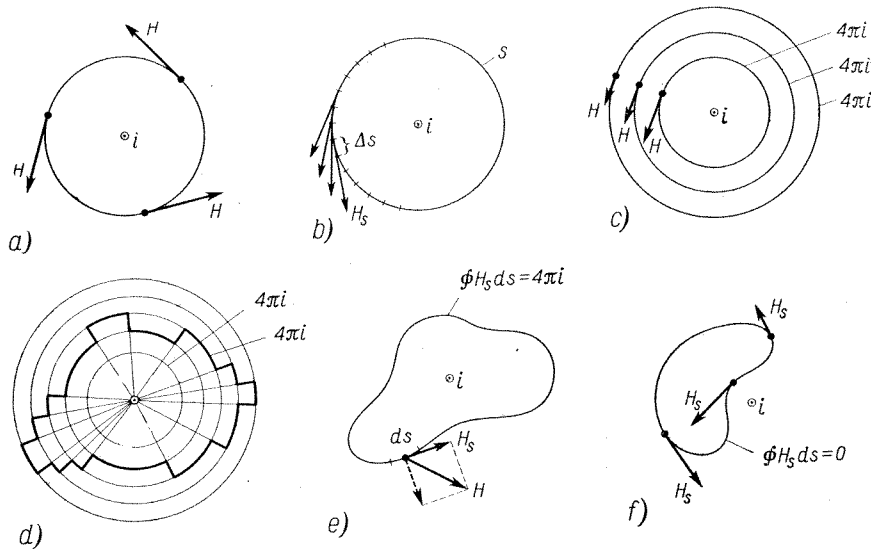 H
H
H
i
a)
s
i
Δs
H_s
b)
4πi
4πi
4πi
i
H
H
H
c)
4πi
4πi
d)
∮H_s ds = 4πi
i
ds
H_s
H
e)
H_s
H_s
i
∮H_s ds = 0
H_s
f)